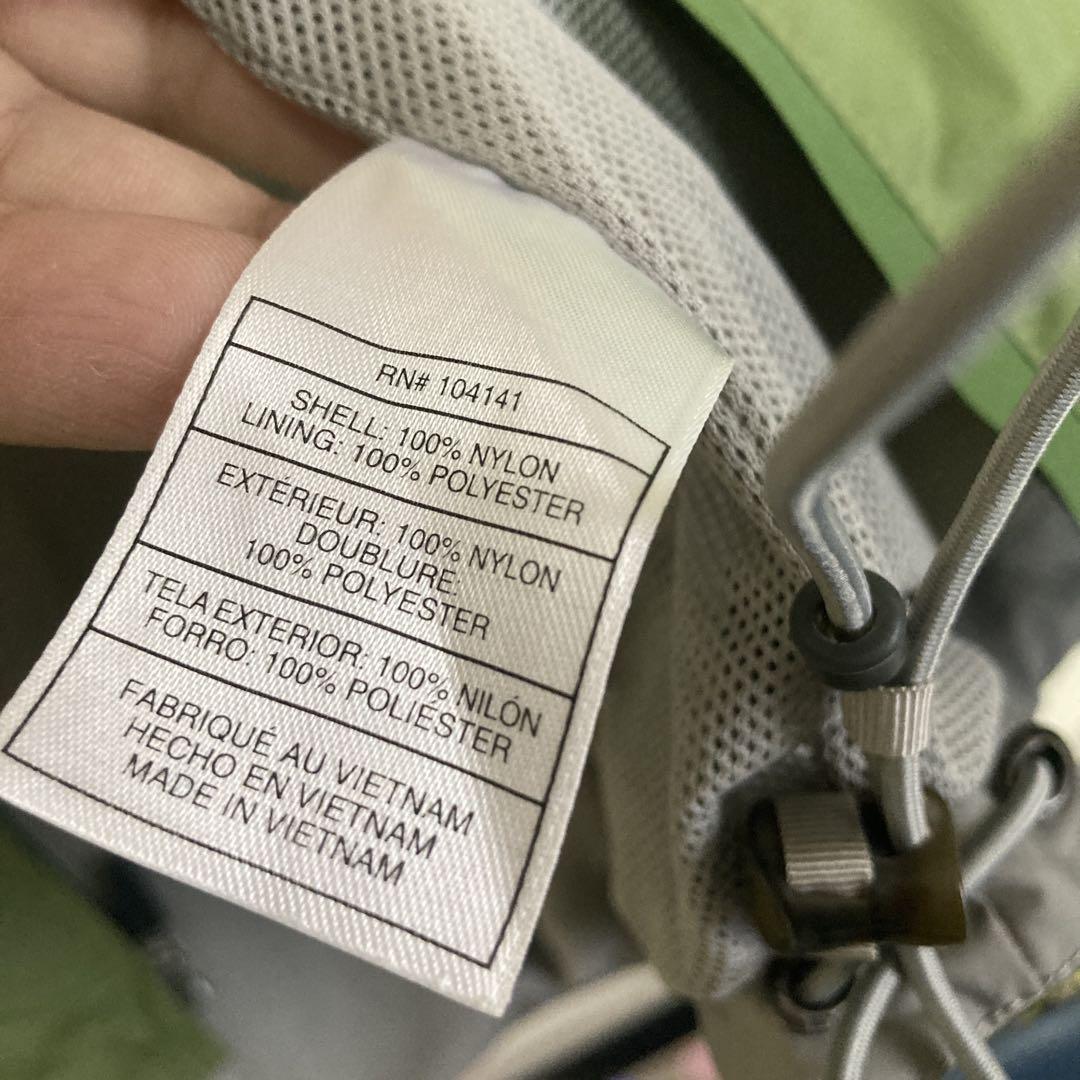 RN# 104141
SHELL: 100% NYLON
LINING: 100% POLYESTER
EXTÉRIEUR: 100% NYLON
DOUBLURE:
100% POLYESTER
TELA EXTERIOR: 100% NILÓN
FORRO: 100% POLIESTER
FABRIQUÉ AU VIETNAM
HECHO EN VIETNAM
MADE IN VIETNAM